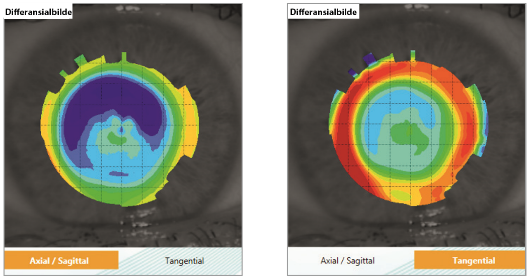 Differansialbilde
Axial / Sagittal
Tangential
Differansialbilde
Axial / Sagittal
Tangential